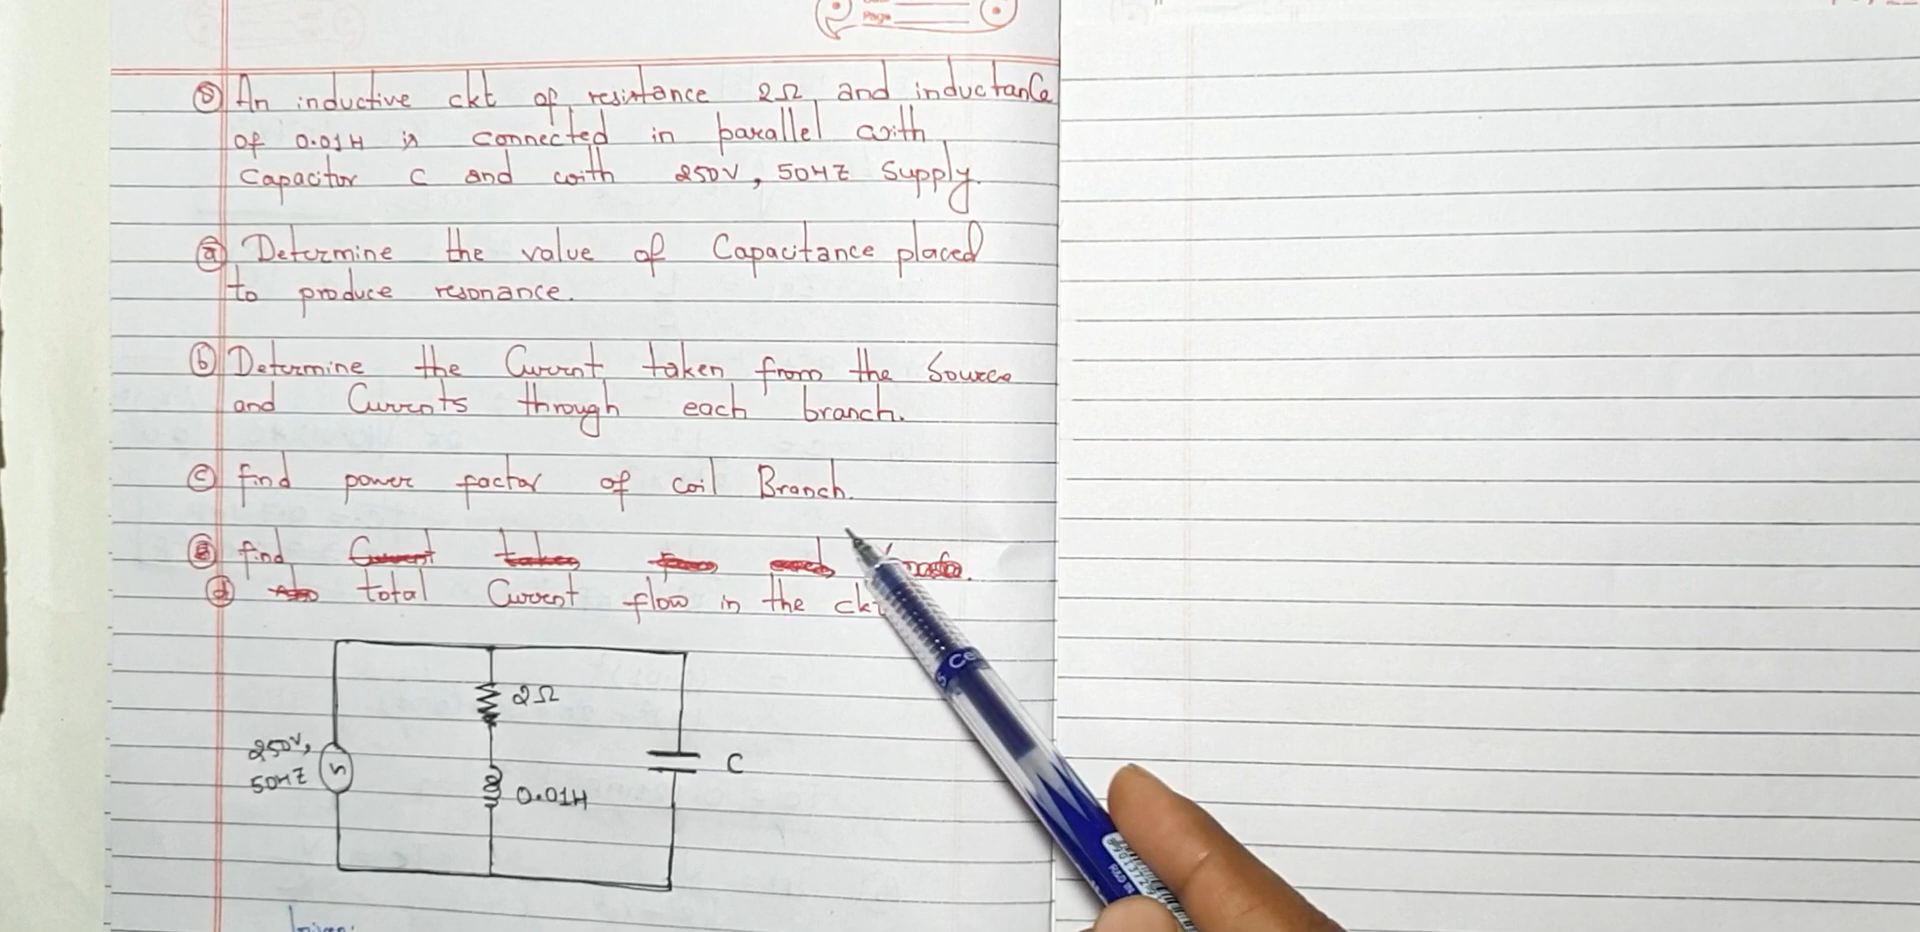 Page
⑤ An inductive ckt of resistance 2Ω and inductance
of 0.01H is connected in parallel with
Capacitor C and with 250V, 50HZ Supply.
ⓐ Determine the value of Capacitance placed
to produce resonance.
ⓑ Determine the Current taken from the Source
and Currents through each branch.
ⓒ find power factor of coil Branch.
find
ⓓ total Current flow in the ckt
2Ω
250V,
50HZ
C
0.01H
Ce